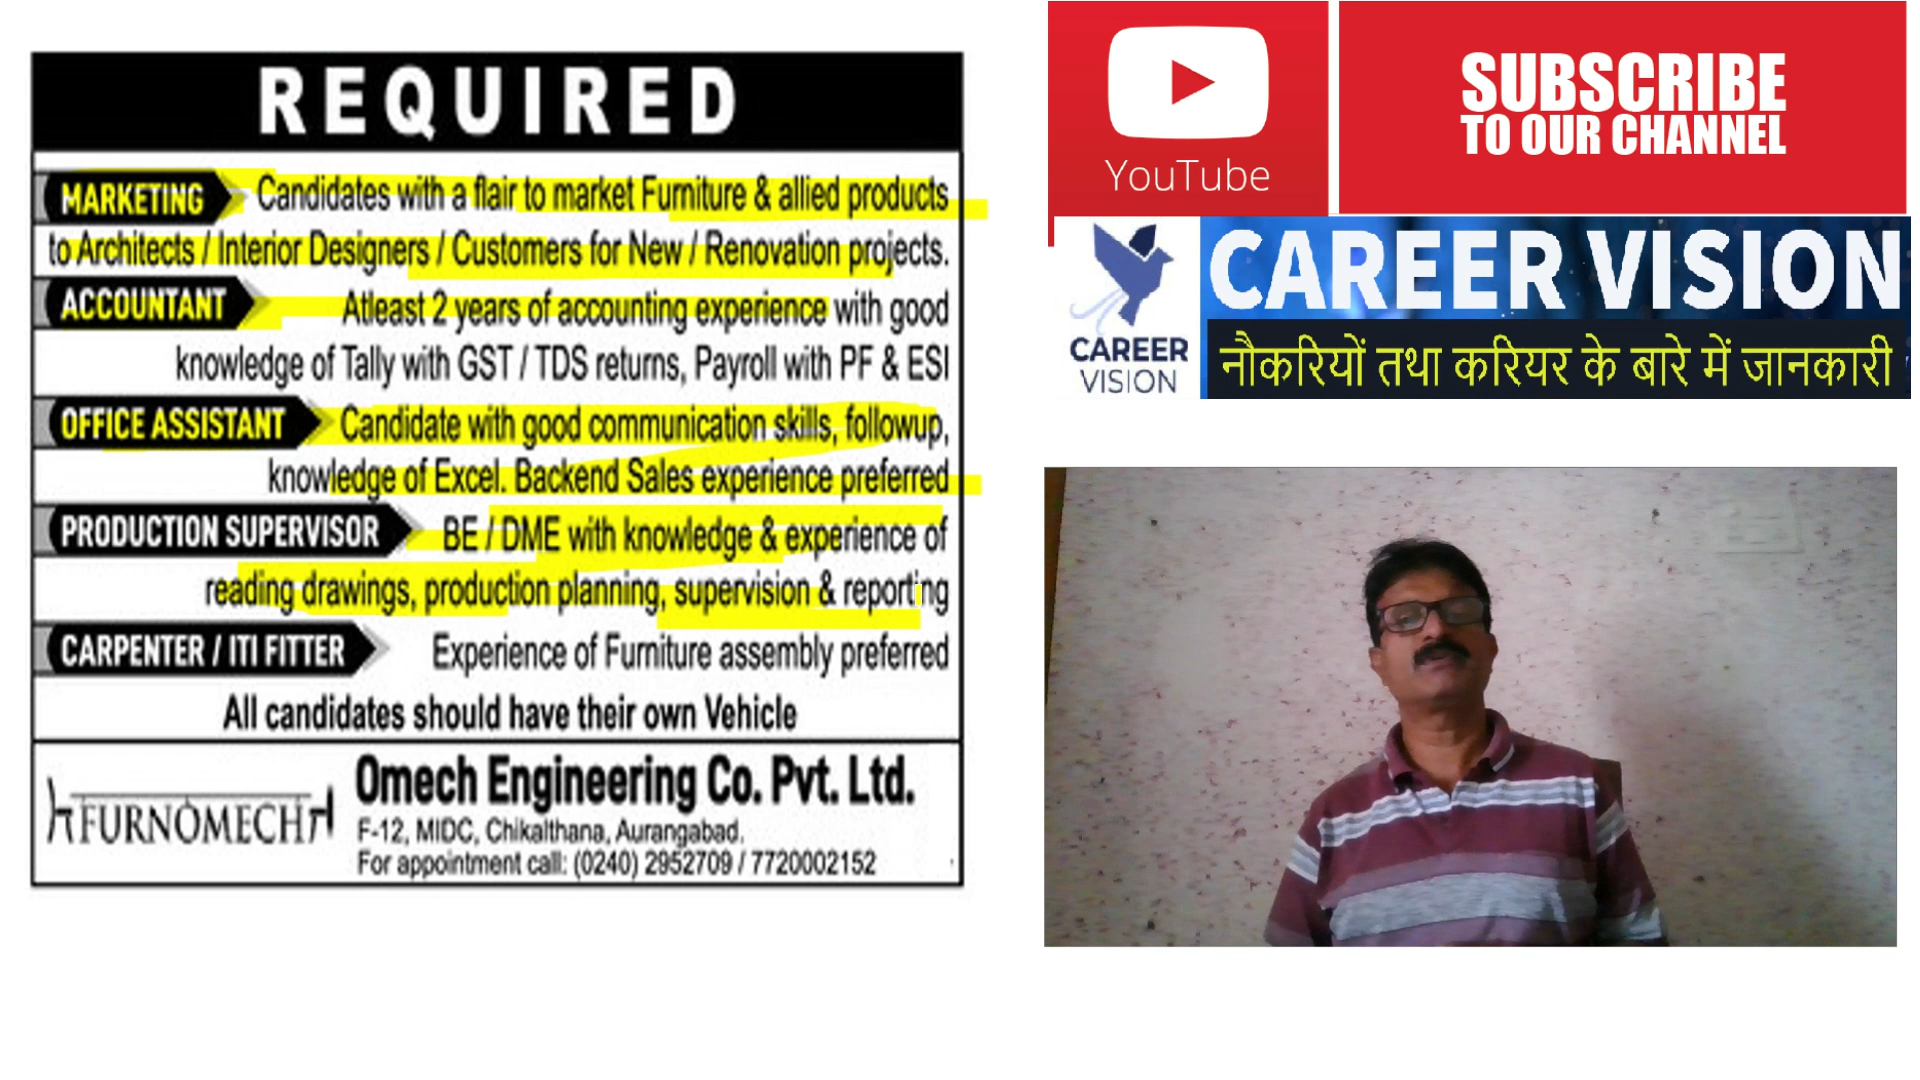 REQUIRED
MARKETING Candidates with a flair to market Furniture & allied products
to Architects / Interior Designers / Customers for New / Renovation projects.
ACCOUNTANT Atleast 2 years of accounting experience with good
knowledge of Tally with GST / TDS returns, Payroll with PF & ESI
OFFICE ASSISTANT Candidate with good communication skills, followup,
knowledge of Excel. Backend Sales experience preferred
PRODUCTION SUPERVISOR BE / DME with knowledge & experience of
reading drawings, production planning, supervision & reporting
CARPENTER / ITI FITTER Experience of Furniture assembly preferred
All candidates should have their own Vehicle
FURNOMECH
Omech Engineering Co. Pvt. Ltd.
F-12, MIDC, Chikalthana, Aurangabad.
For appointment call: (0240) 2952709 / 7720002152
YouTube
SUBSCRIBE
TO OUR CHANNEL
CAREER
VISION
CAREER VISION
नौकरियों तथा करियर के बारे में जानकारी